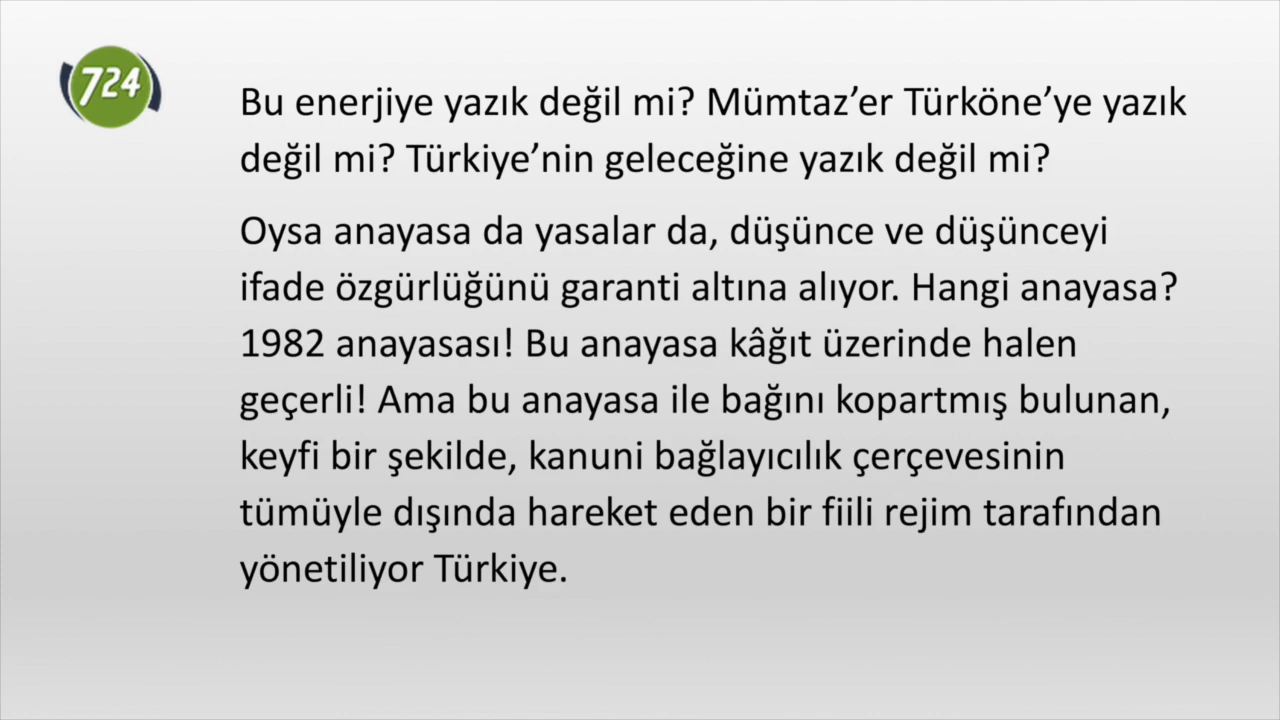 724
Bu enerjiye yazık değil mi? Mümtaz’er Türköne’ye yazık
değil mi? Türkiye’nin geleceğine yazık değil mi?
Oysa anayasa da yasalar da, düşünce ve düşünceyi
ifade özgürlüğünü garanti altına alıyor. Hangi anayasa?
1982 anayasası! Bu anayasa kâğıt üzerinde halen
geçerli! Ama bu anayasa ile bağını kopartmış bulunan,
keyfi bir şekilde, kanuni bağlayıcılık çerçevesinin
tümüyle dışında hareket eden bir fiili rejim tarafından
yönetiliyor Türkiye.